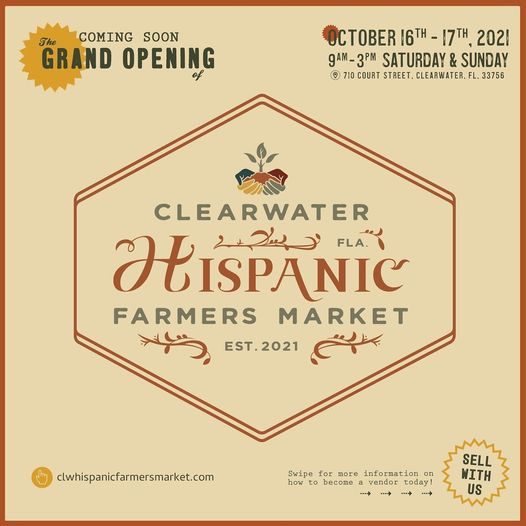 COMING SOON
The
GRAND OPENING
of
OCTOBER 16TH - 17TH, 2021
9AM-3PM SATURDAY & SUNDAY
710 COURT STREET, CLEARWATER, FL. 33756
CLEARWATER
FLA.
HISPANIC
FARMERS MARKET
EST. 2021
clwhispanicfarmersmarket.com
Swipe for more information on
how to become a vendor today!
SELL
WITH
US